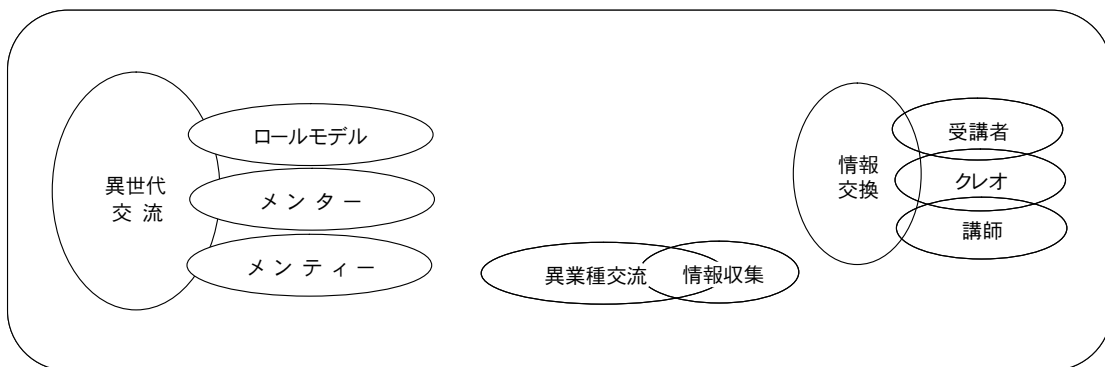 異世代
交 流
ロールモデル
メンター
メンティー
異業種交流
情報収集
情報
交換
受講者
クレオ
講師